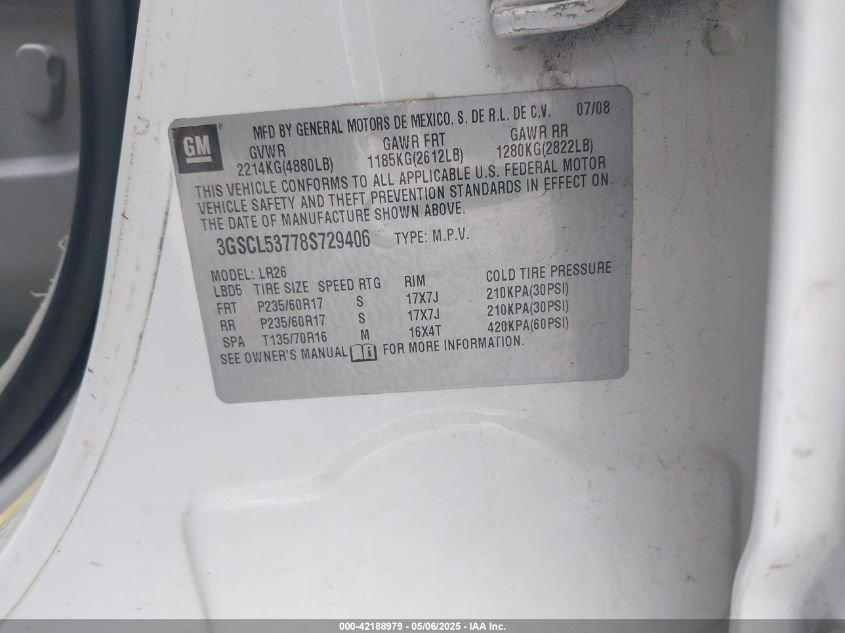 GM
MFD BY GENERAL MOTORS DE MEXICO. S. DE R.L. DE C.V. 07/08
GVWR GAWR FRT GAWR RR
2214KG(4880LB) 1185KG(2612LB) 1280KG(2822LB)
THIS VEHICLE CONFORMS TO ALL APPLICABLE U.S. FEDERAL MOTOR
VEHICLE SAFETY AND THEFT PREVENTION STANDARDS IN EFFECT ON
THE DATE OF MANUFACTURE SHOWN ABOVE.
3GSCL53778S729406 TYPE: M.P.V.
MODEL: LR26
LBD5 TIRE SIZE SPEED RTG RIM COLD TIRE PRESSURE
FRT P235/60R17 S 17X7J 210KPA(30PSI)
RR P235/60R17 S 17X7J 210KPA(30PSI)
SPA T135/70R16 M 16X4T 420KPA(60PSI)
SEE OWNER'S MANUAL FOR MORE INFORMATION.
000-42188979 - 05/06/2025 - IAA Inc.